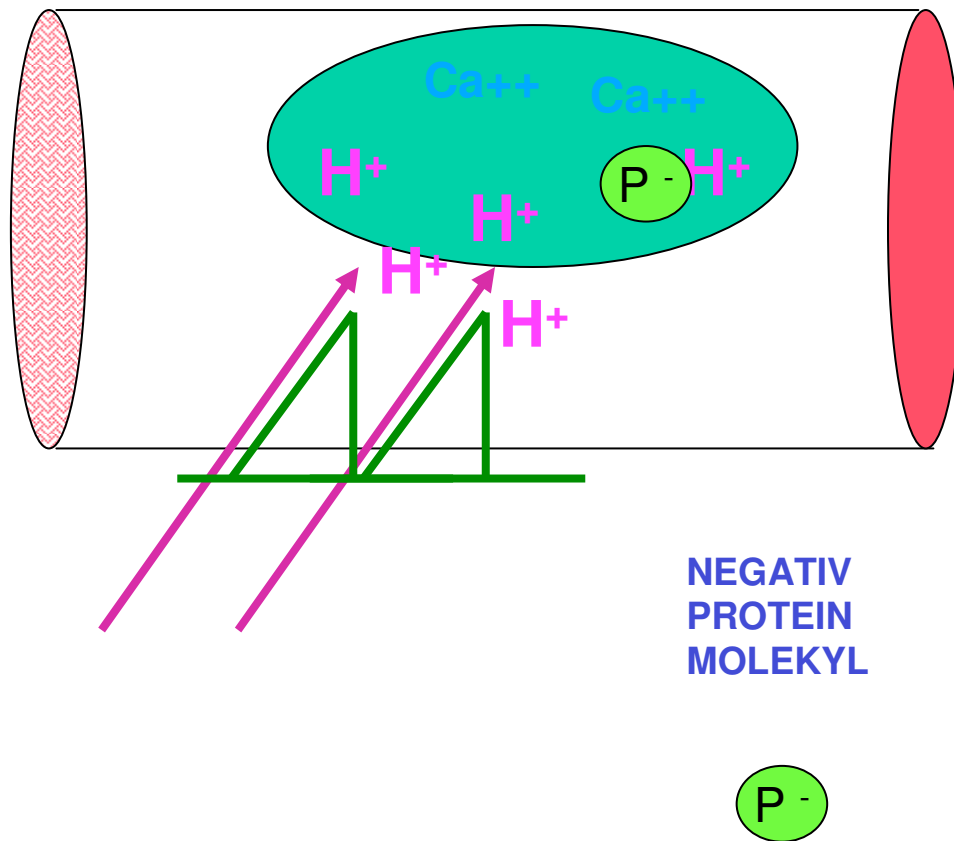 Ca++
Ca++
H+
P -
H+
H+
H+
H+
NEGATIV
PROTEIN
MOLEKYL
P -